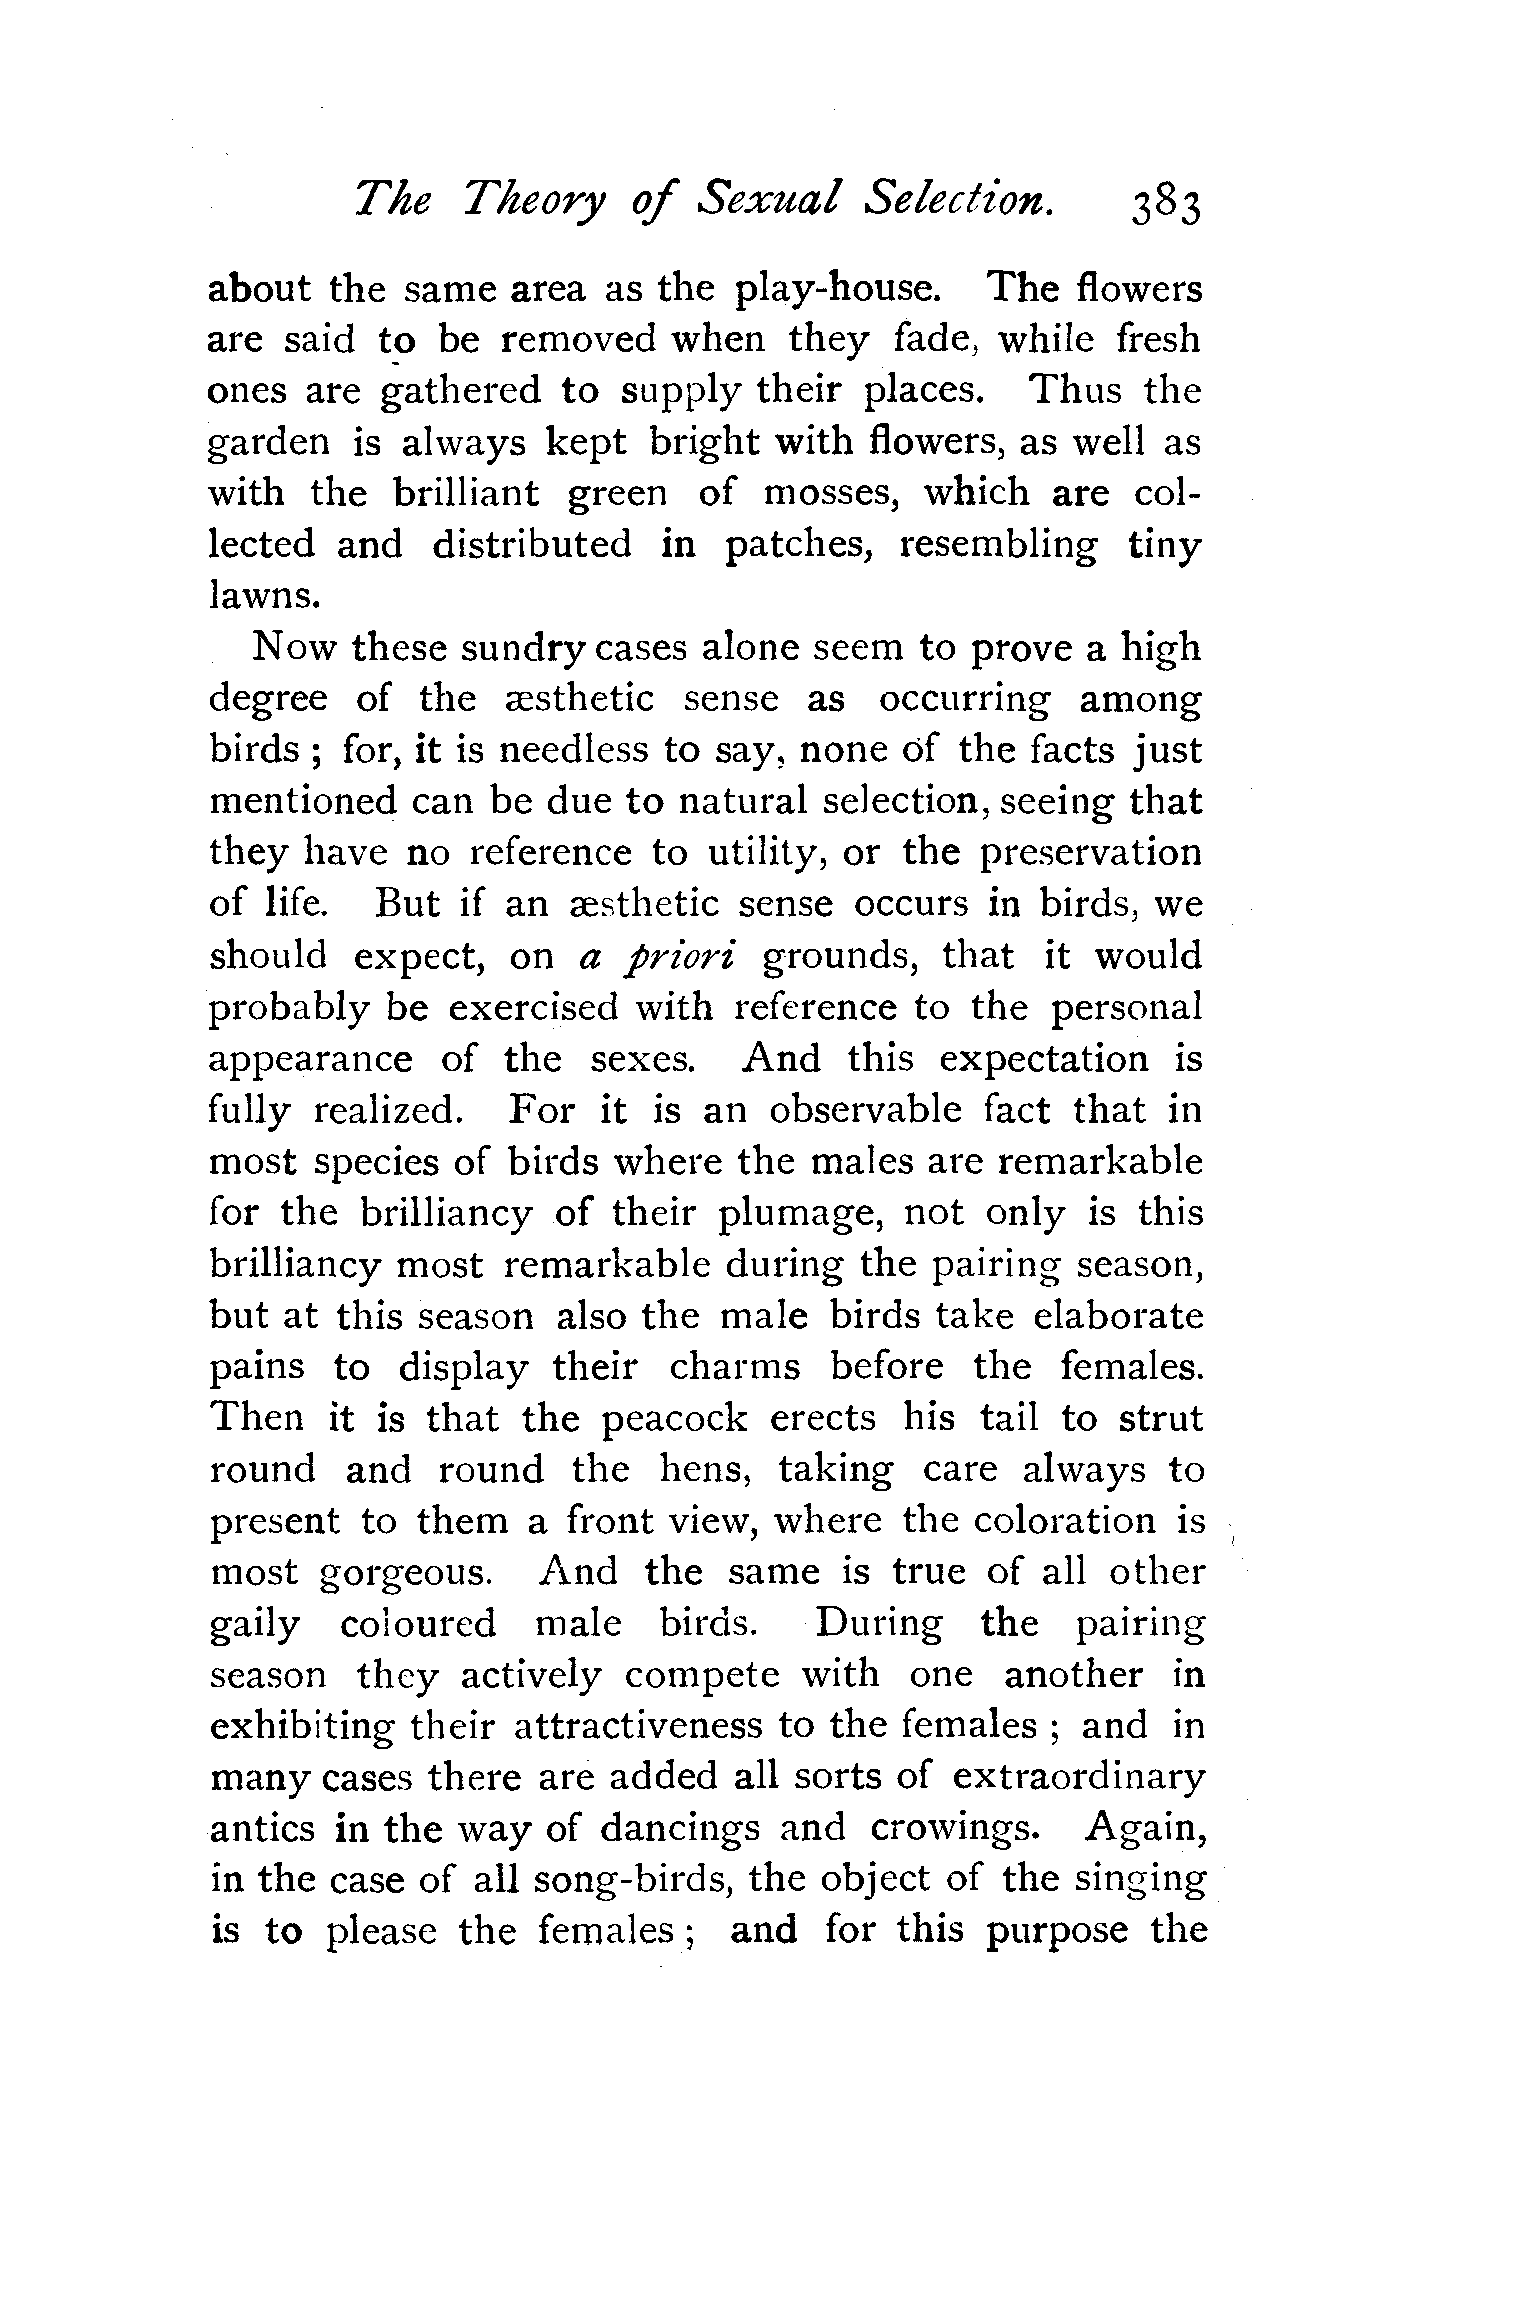 The Theory of Sexual Selection. 383
about the same area as the play-house. The flowers
are said to be removed when they fade, while fresh
ones are gathered to supply their places. Thus the
garden is always kept bright with flowers, as well as
with the brilliant green of mosses, which are col-
lected and distributed in patches, resembling tiny
lawns.
Now these sundry cases alone seem to prove a high
degree of the æsthetic sense as occurring among
birds ; for, it is needless to say, none of the facts just
mentioned can be due to natural selection, seeing that
they have no reference to utility, or the preservation
of life. But if an æsthetic sense occurs in birds, we
should expect, on a priori grounds, that it would
probably be exercised with reference to the personal
appearance of the sexes. And this expectation is
fully realized. For it is an observable fact that in
most species of birds where the males are remarkable
for the brilliancy of their plumage, not only is this
brilliancy most remarkable during the pairing season,
but at this season also the male birds take elaborate
pains to display their charms before the females.
Then it is that the peacock erects his tail to strut
round and round the hens, taking care always to
present to them a front view, where the coloration is
most gorgeous. And the same is true of all other
gaily coloured male birds. During the pairing
season they actively compete with one another in
exhibiting their attractiveness to the females ; and in
many cases there are added all sorts of extraordinary
antics in the way of dancings and crowings. Again,
in the case of all song-birds, the object of the singing
is to please the females ; and for this purpose the